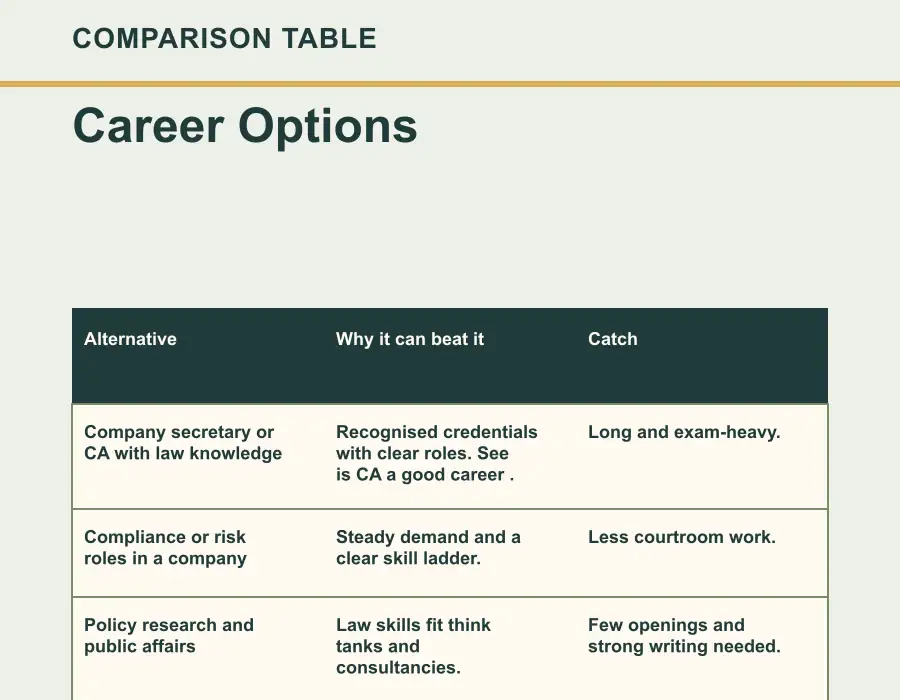 COMPARISON TABLE
Career Options
Alternative
Why it can beat it
Catch
Company secretary or
CA with law knowledge
Recognised credentials
with clear roles. See
is CA a good career .
Long and exam-heavy.
Compliance or risk
roles in a company
Steady demand and a
clear skill ladder.
Less courtroom work.
Policy research and
public affairs
Law skills fit think
tanks and
consultancies.
Few openings and
strong writing needed.